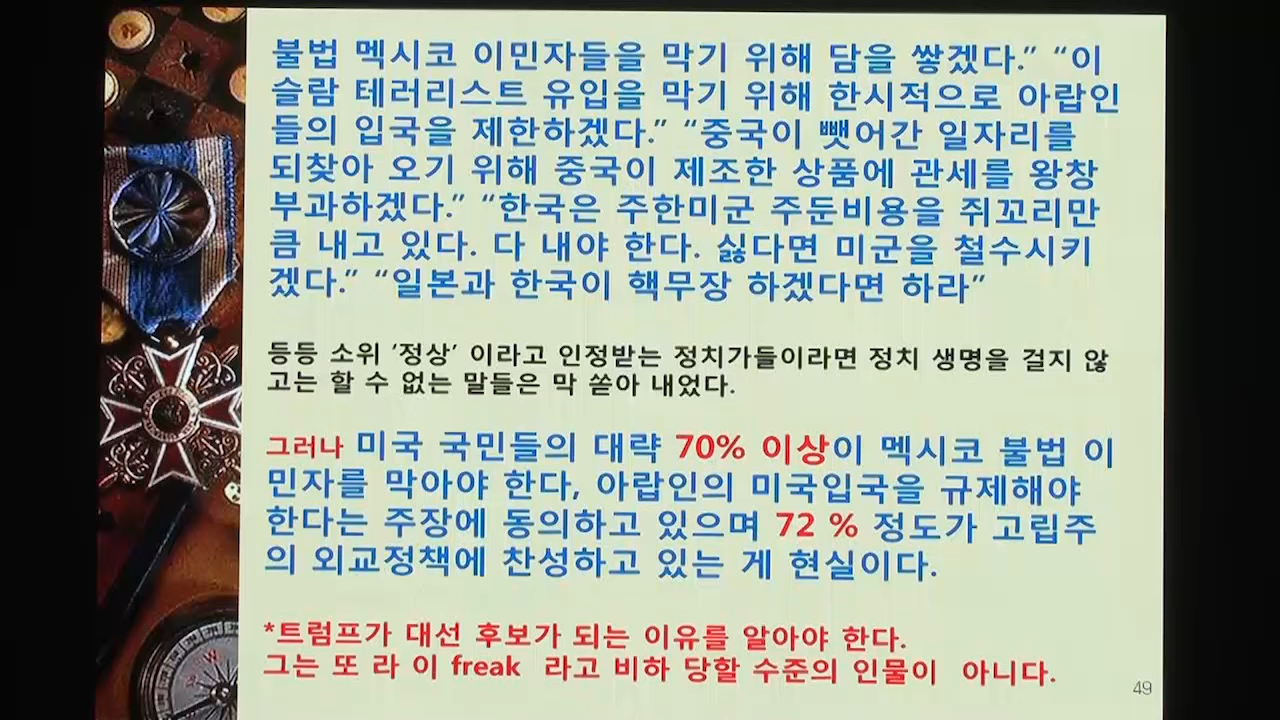 불법 멕시코 이민자들을 막기 위해 담을 쌓겠다.” “이
슬람 테러리스트 유입을 막기 위해 한시적으로 아랍인
들의 입국을 제한하겠다.” “중국이 뺏어간 일자리를
되찾아 오기 위해 중국이 제조한 상품에 관세를 왕창
부과하겠다.” “한국은 주한미군 주둔비용을 쥐꼬리만
큼 내고 있다. 다 내야 한다. 싫다면 미군을 철수시키
겠다.” “일본과 한국이 핵무장 하겠다면 하라”
등등 소위 ‘정상’ 이라고 인정받는 정치가들이라면 정치 생명을 걸지 않
고는 할 수 없는 말들은 막 쏟아 내었다.
그러나 미국 국민들의 대략 70% 이상이 멕시코 불법 이
민자를 막아야 한다, 아랍인의 미국입국을 규제해야
한다는 주장에 동의하고 있으며 72 % 정도가 고립주
의 외교정책에 찬성하고 있는 게 현실이다.
*트럼프가 대선 후보가 되는 이유를 알아야 한다.
그는 또 라 이 freak 라고 비하 당할 수준의 인물이 아니다.
49